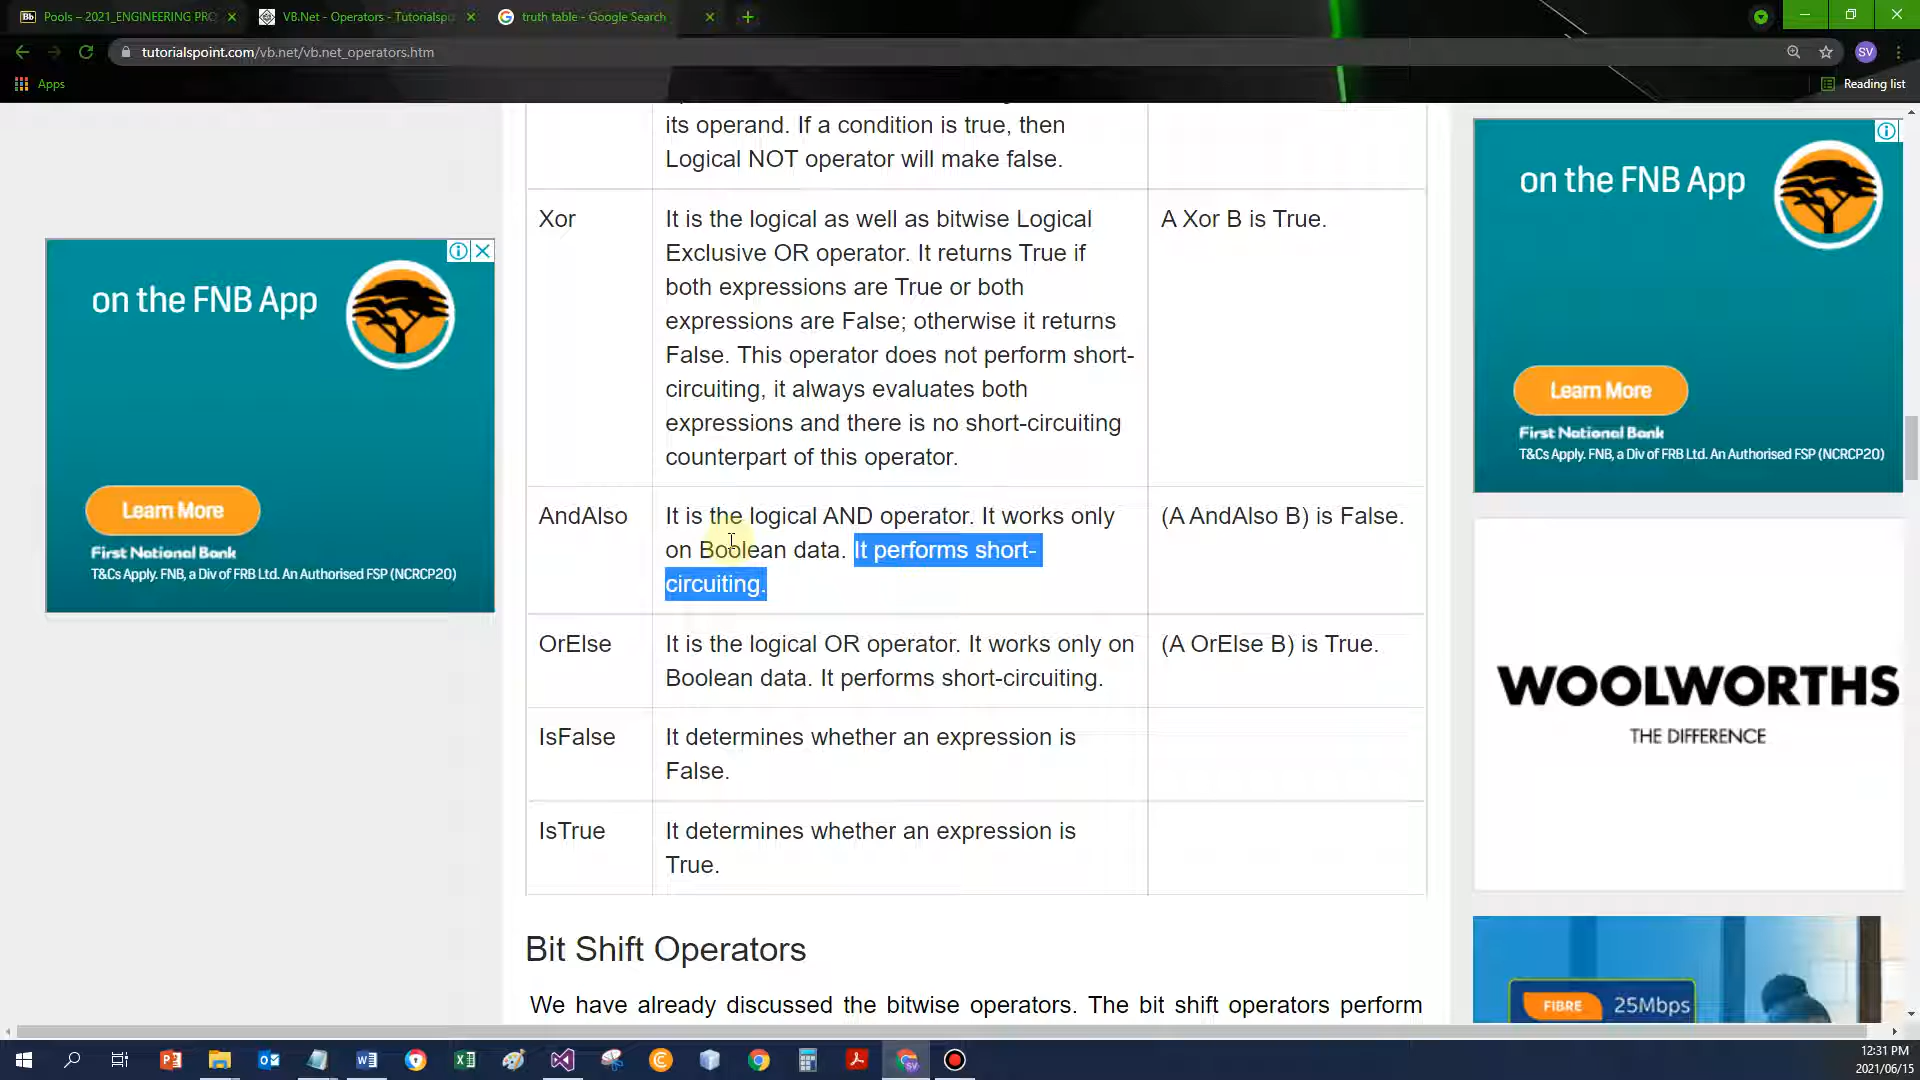 Pools – 2021_ENGINEERING PRO
VB.Net - Operators - Tutorialspo
truth table - Google Search
tutorialspoint.com/vb.net/vb.net_operators.htm
SV
Apps
Reading list
its operand. If a condition is true, then
Logical NOT operator will make false.
Xor
It is the logical as well as bitwise Logical
Exclusive OR operator. It returns True if
both expressions are True or both
expressions are False; otherwise it returns
False. This operator does not perform short-
circuiting, it always evaluates both
expressions and there is no short-circuiting
counterpart of this operator.
A Xor B is True.
AndAlso
It is the logical AND operator. It works only
on Boolean data. It performs short-
circuiting.
(A AndAlso B) is False.
OrElse
It is the logical OR operator. It works only on
Boolean data. It performs short-circuiting.
(A OrElse B) is True.
IsFalse
It determines whether an expression is
False.
IsTrue
It determines whether an expression is
True.
Bit Shift Operators
We have already discussed the bitwise operators. The bit shift operators perform
on the FNB App
Learn More
First National Bank
T&Cs Apply. FNB, a Div of FRB Ltd. An Authorised FSP (NCRCP20)
on the FNB App
Learn More
First National Bank
T&Cs Apply. FNB, a Div of FRB Ltd. An Authorised FSP (NCRCP20)
WOOLWORTHS
THE DIFFERENCE
FIBRE 25Mbps
12:31 PM
2021/06/15